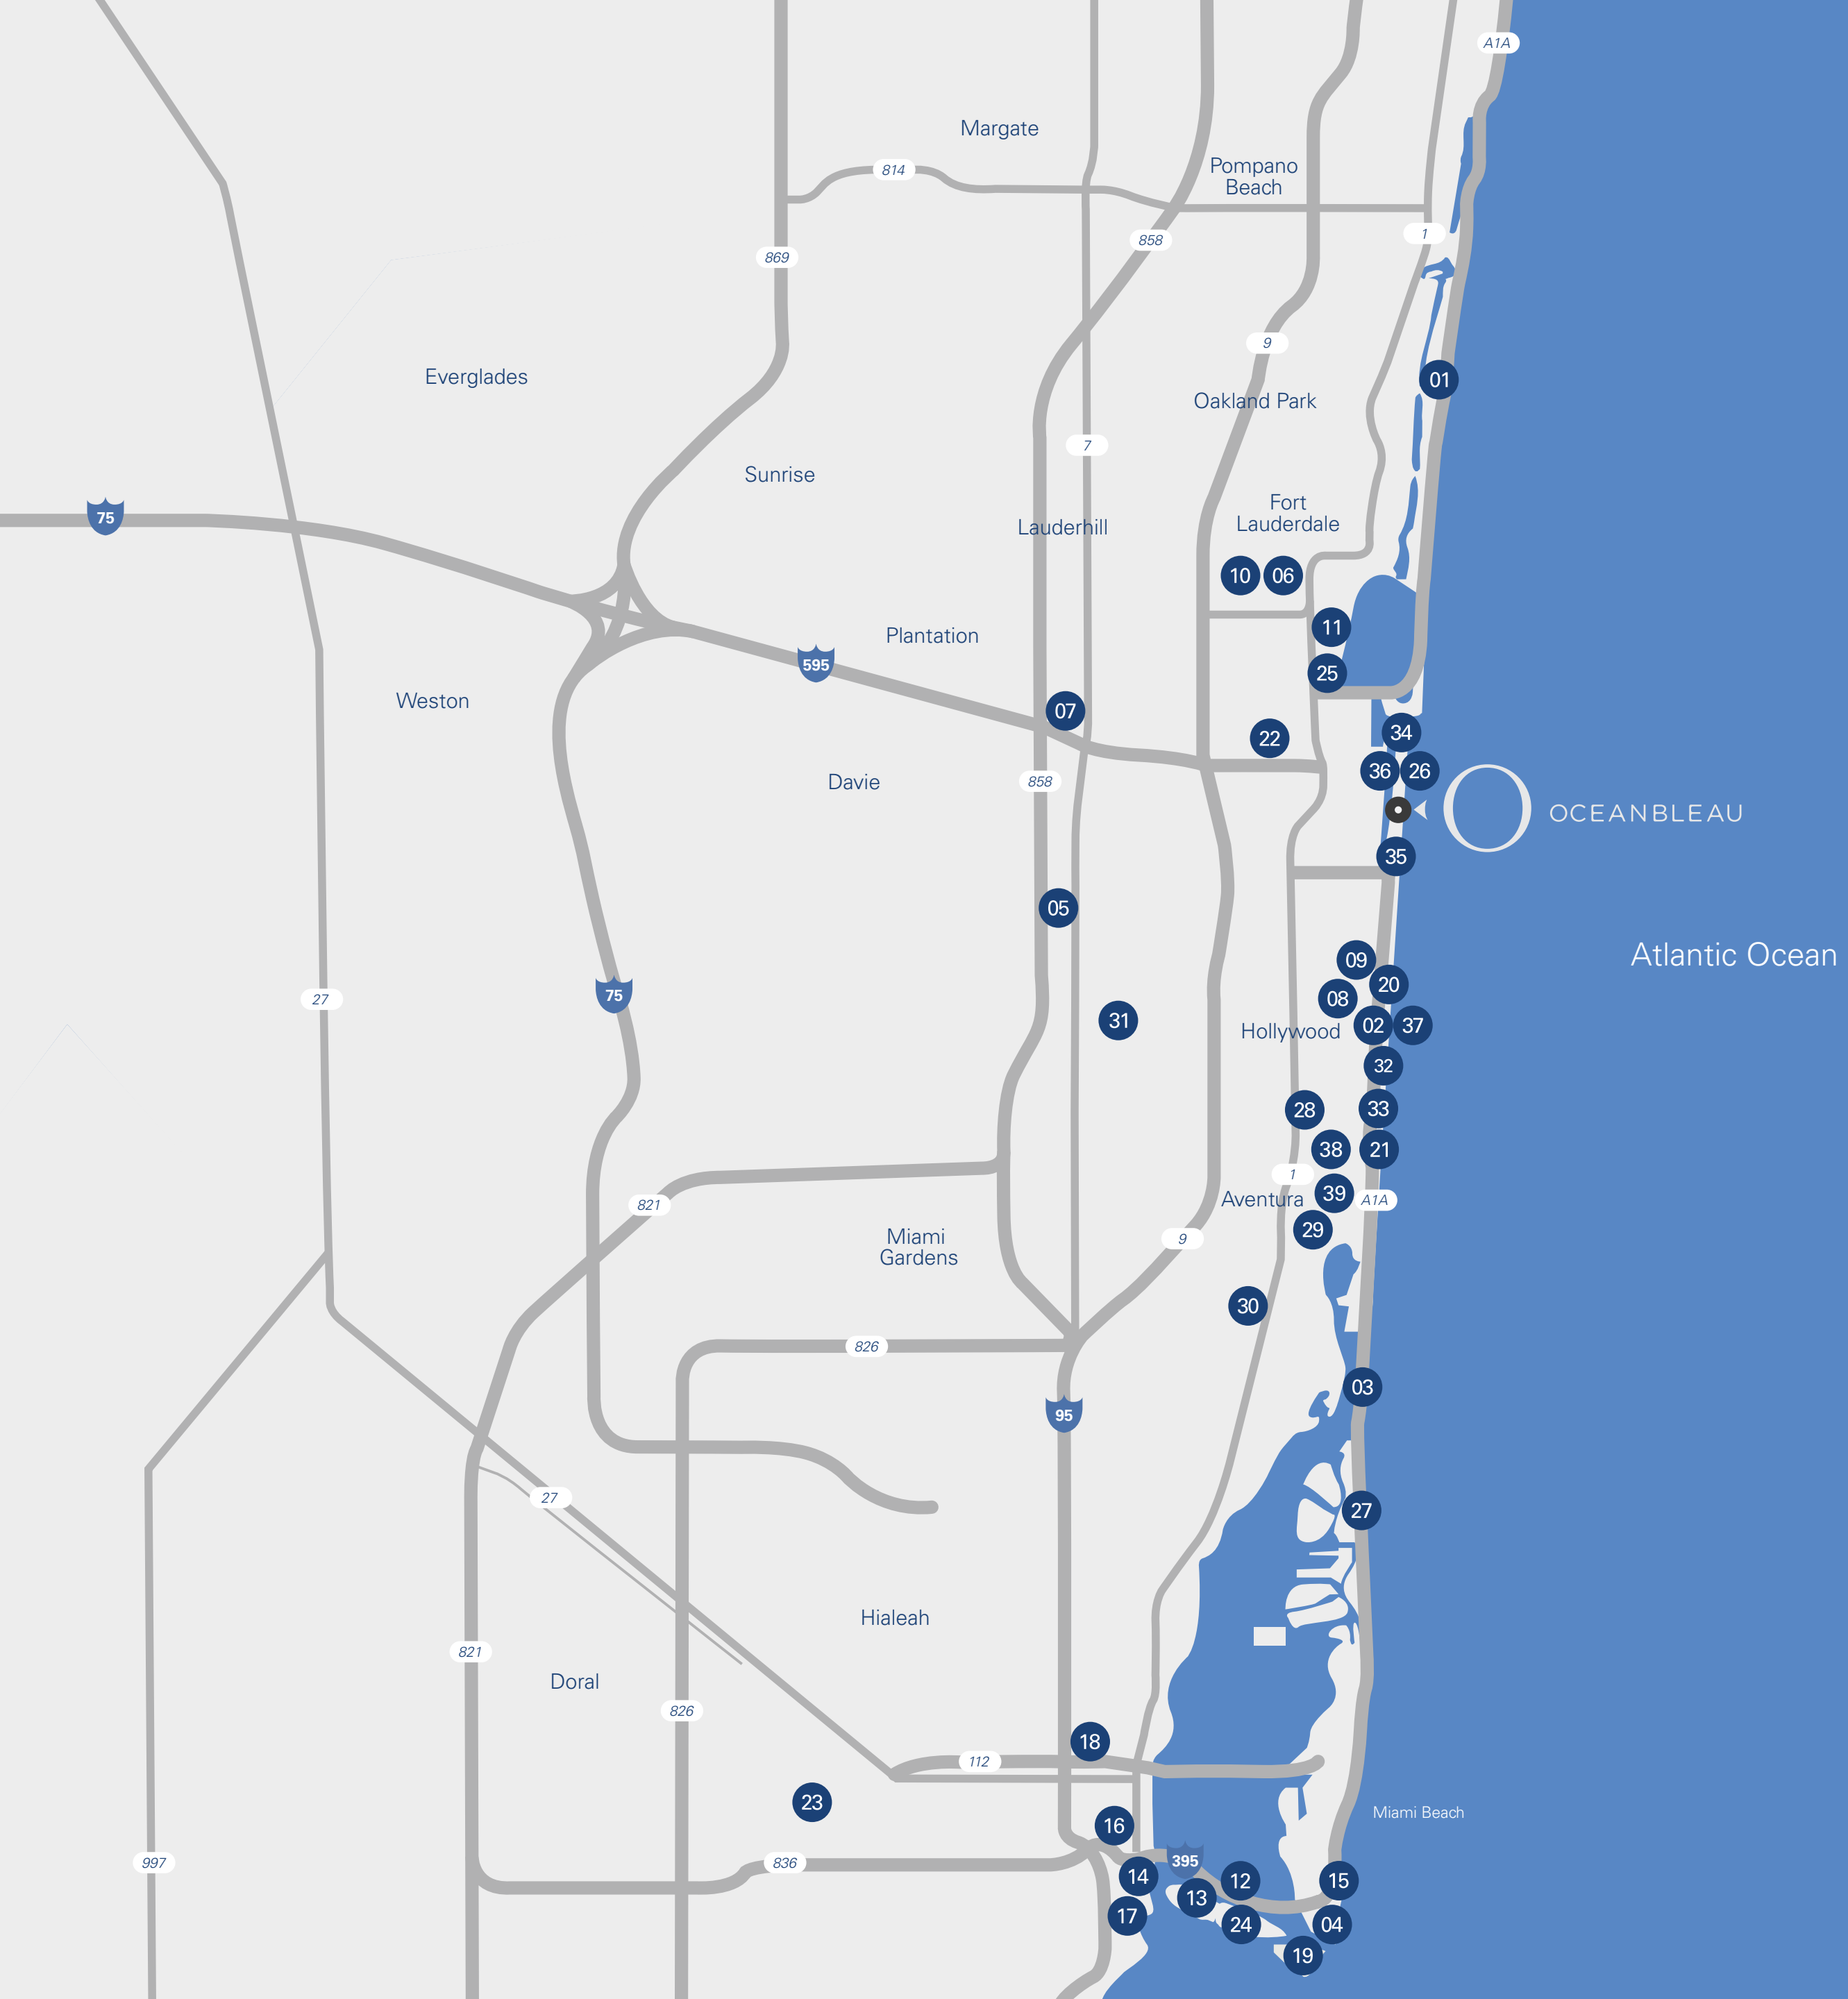 A1A
Margate
Pompano
Beach
814
1
858
869
9
Everglades
01
Oakland Park
7
Sunrise
Fort
Lauderdale
75
Lauderhill
10
06
11
Plantation
595
25
Weston
07
34
22
36
26
Davie
858
OCEANBLEAU
35
05
Atlantic Ocean
09
20
75
27
08
31
Hollywood
02
37
32
28
33
38
21
1
39
Aventura
A1A
821
29
Miami
Gardens
9
30
826
03
95
27
27
Hialeah
821
Doral
826
18
112
23
Miami Beach
16
395
836
997
14
12
15
13
17
24
04
19